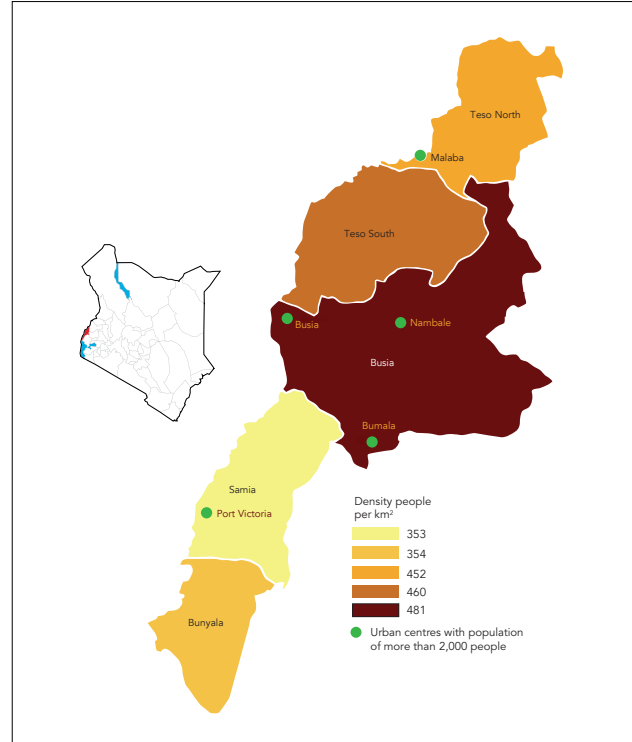 Teso North
Malaba
Teso South
Busia
Nambale
Busia
Bumala
Samia
Port Victoria
Bunyala
Density people
per km²
353
354
452
460
481
Urban centres with population
of more than 2,000 people